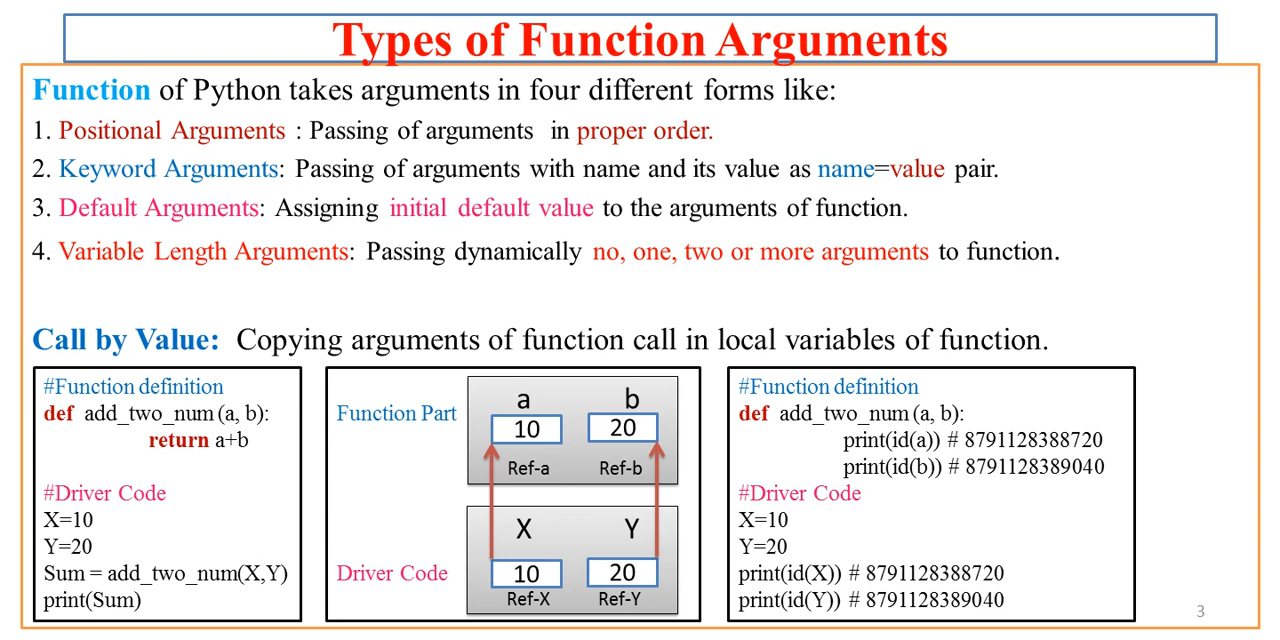 Types of Function Arguments
Function of Python takes arguments in four different forms like:
1. Positional Arguments : Passing of arguments in proper order.
2. Keyword Arguments: Passing of arguments with name and its value as name=value pair.
3. Default Arguments: Assigning initial default value to the arguments of function.
4. Variable Length Arguments: Passing dynamically no, one, two or more arguments to function.
Call by Value: Copying arguments of function call in local variables of function.
#Function definition
def add_two_num (a, b):
return a+b
#Driver Code
X=10
Y=20
Sum = add_two_num(X,Y)
print(Sum)
a b
Function Part
10 20
Ref-a Ref-b
X Y
Driver Code
10 20
Ref-X Ref-Y
#Function definition
def add_two_num (a, b):
print(id(a)) # 8791128388720
print(id(b)) # 8791128389040
#Driver Code
X=10
Y=20
print(id(X)) # 8791128388720
print(id(Y)) # 8791128389040
3